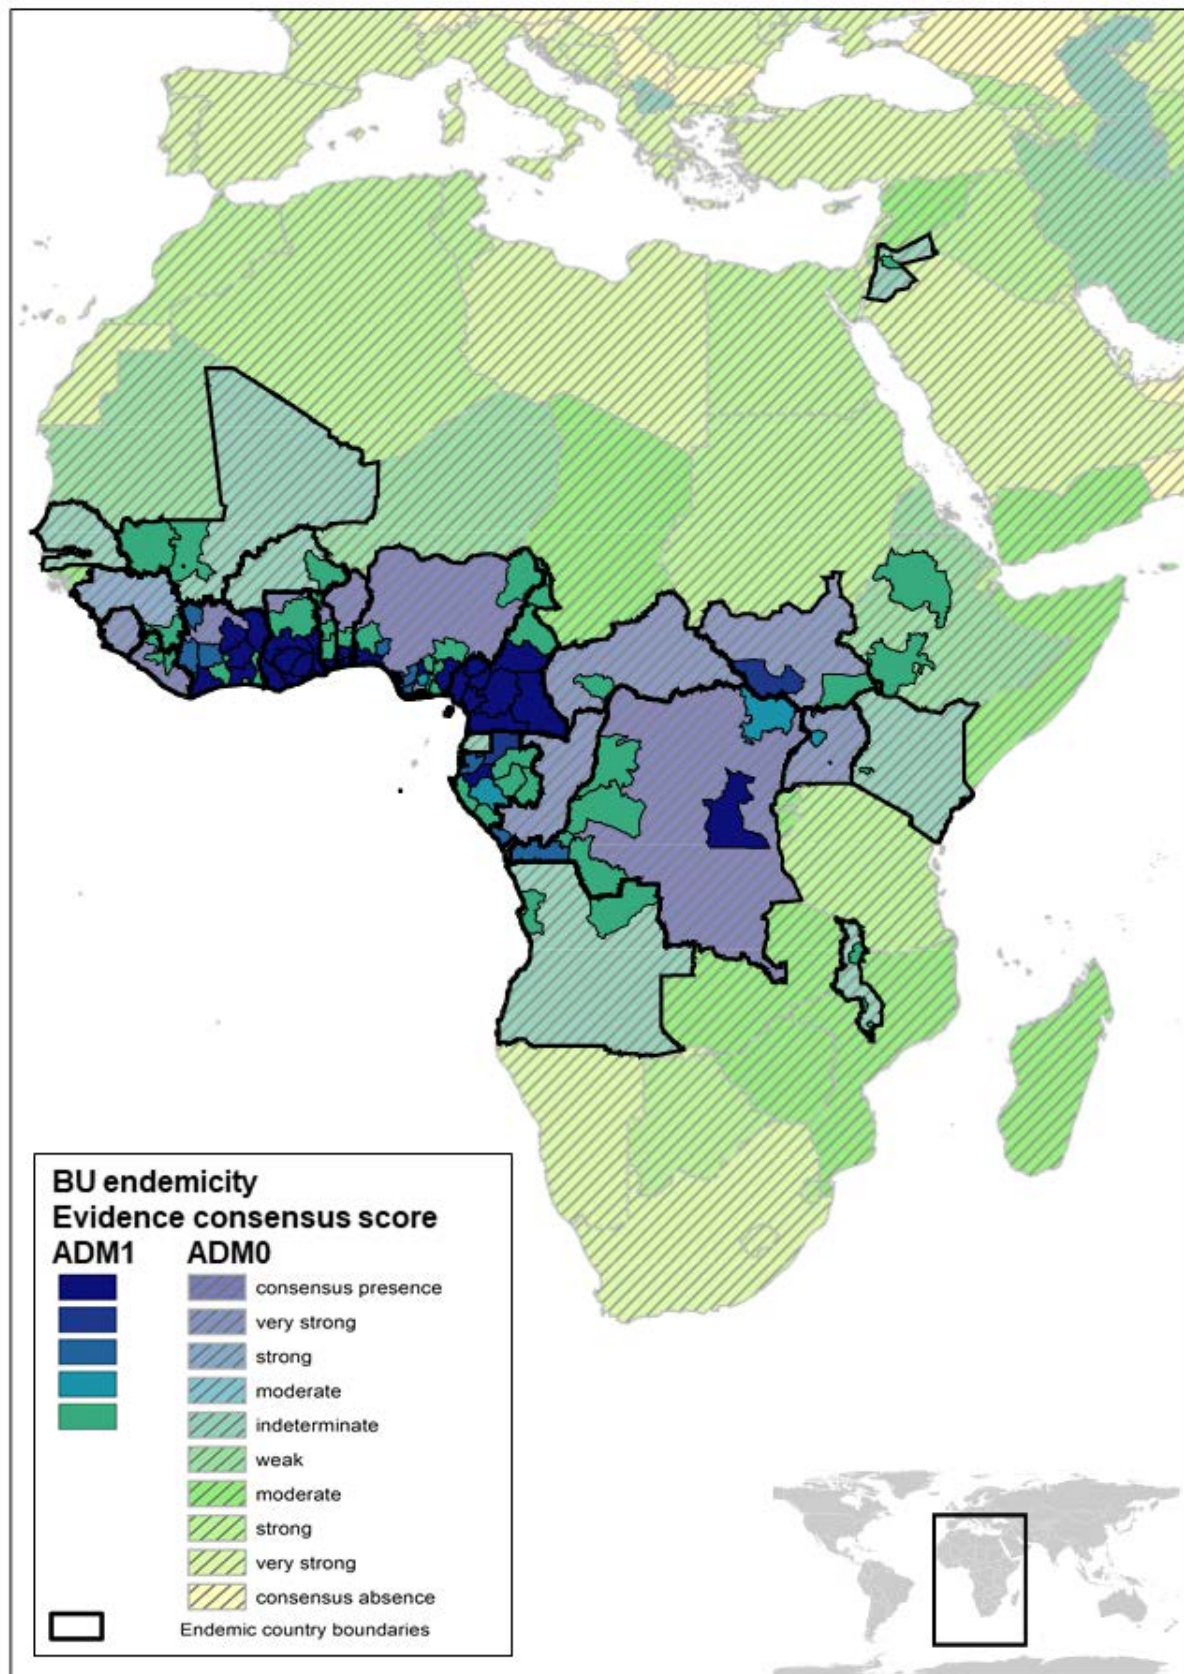 BU endemicity
Evidence consensus score
ADM1 ADM0
consensus presence
very strong
strong
moderate
indeterminate
weak
moderate
strong
very strong
consensus absence
Endemic country boundaries